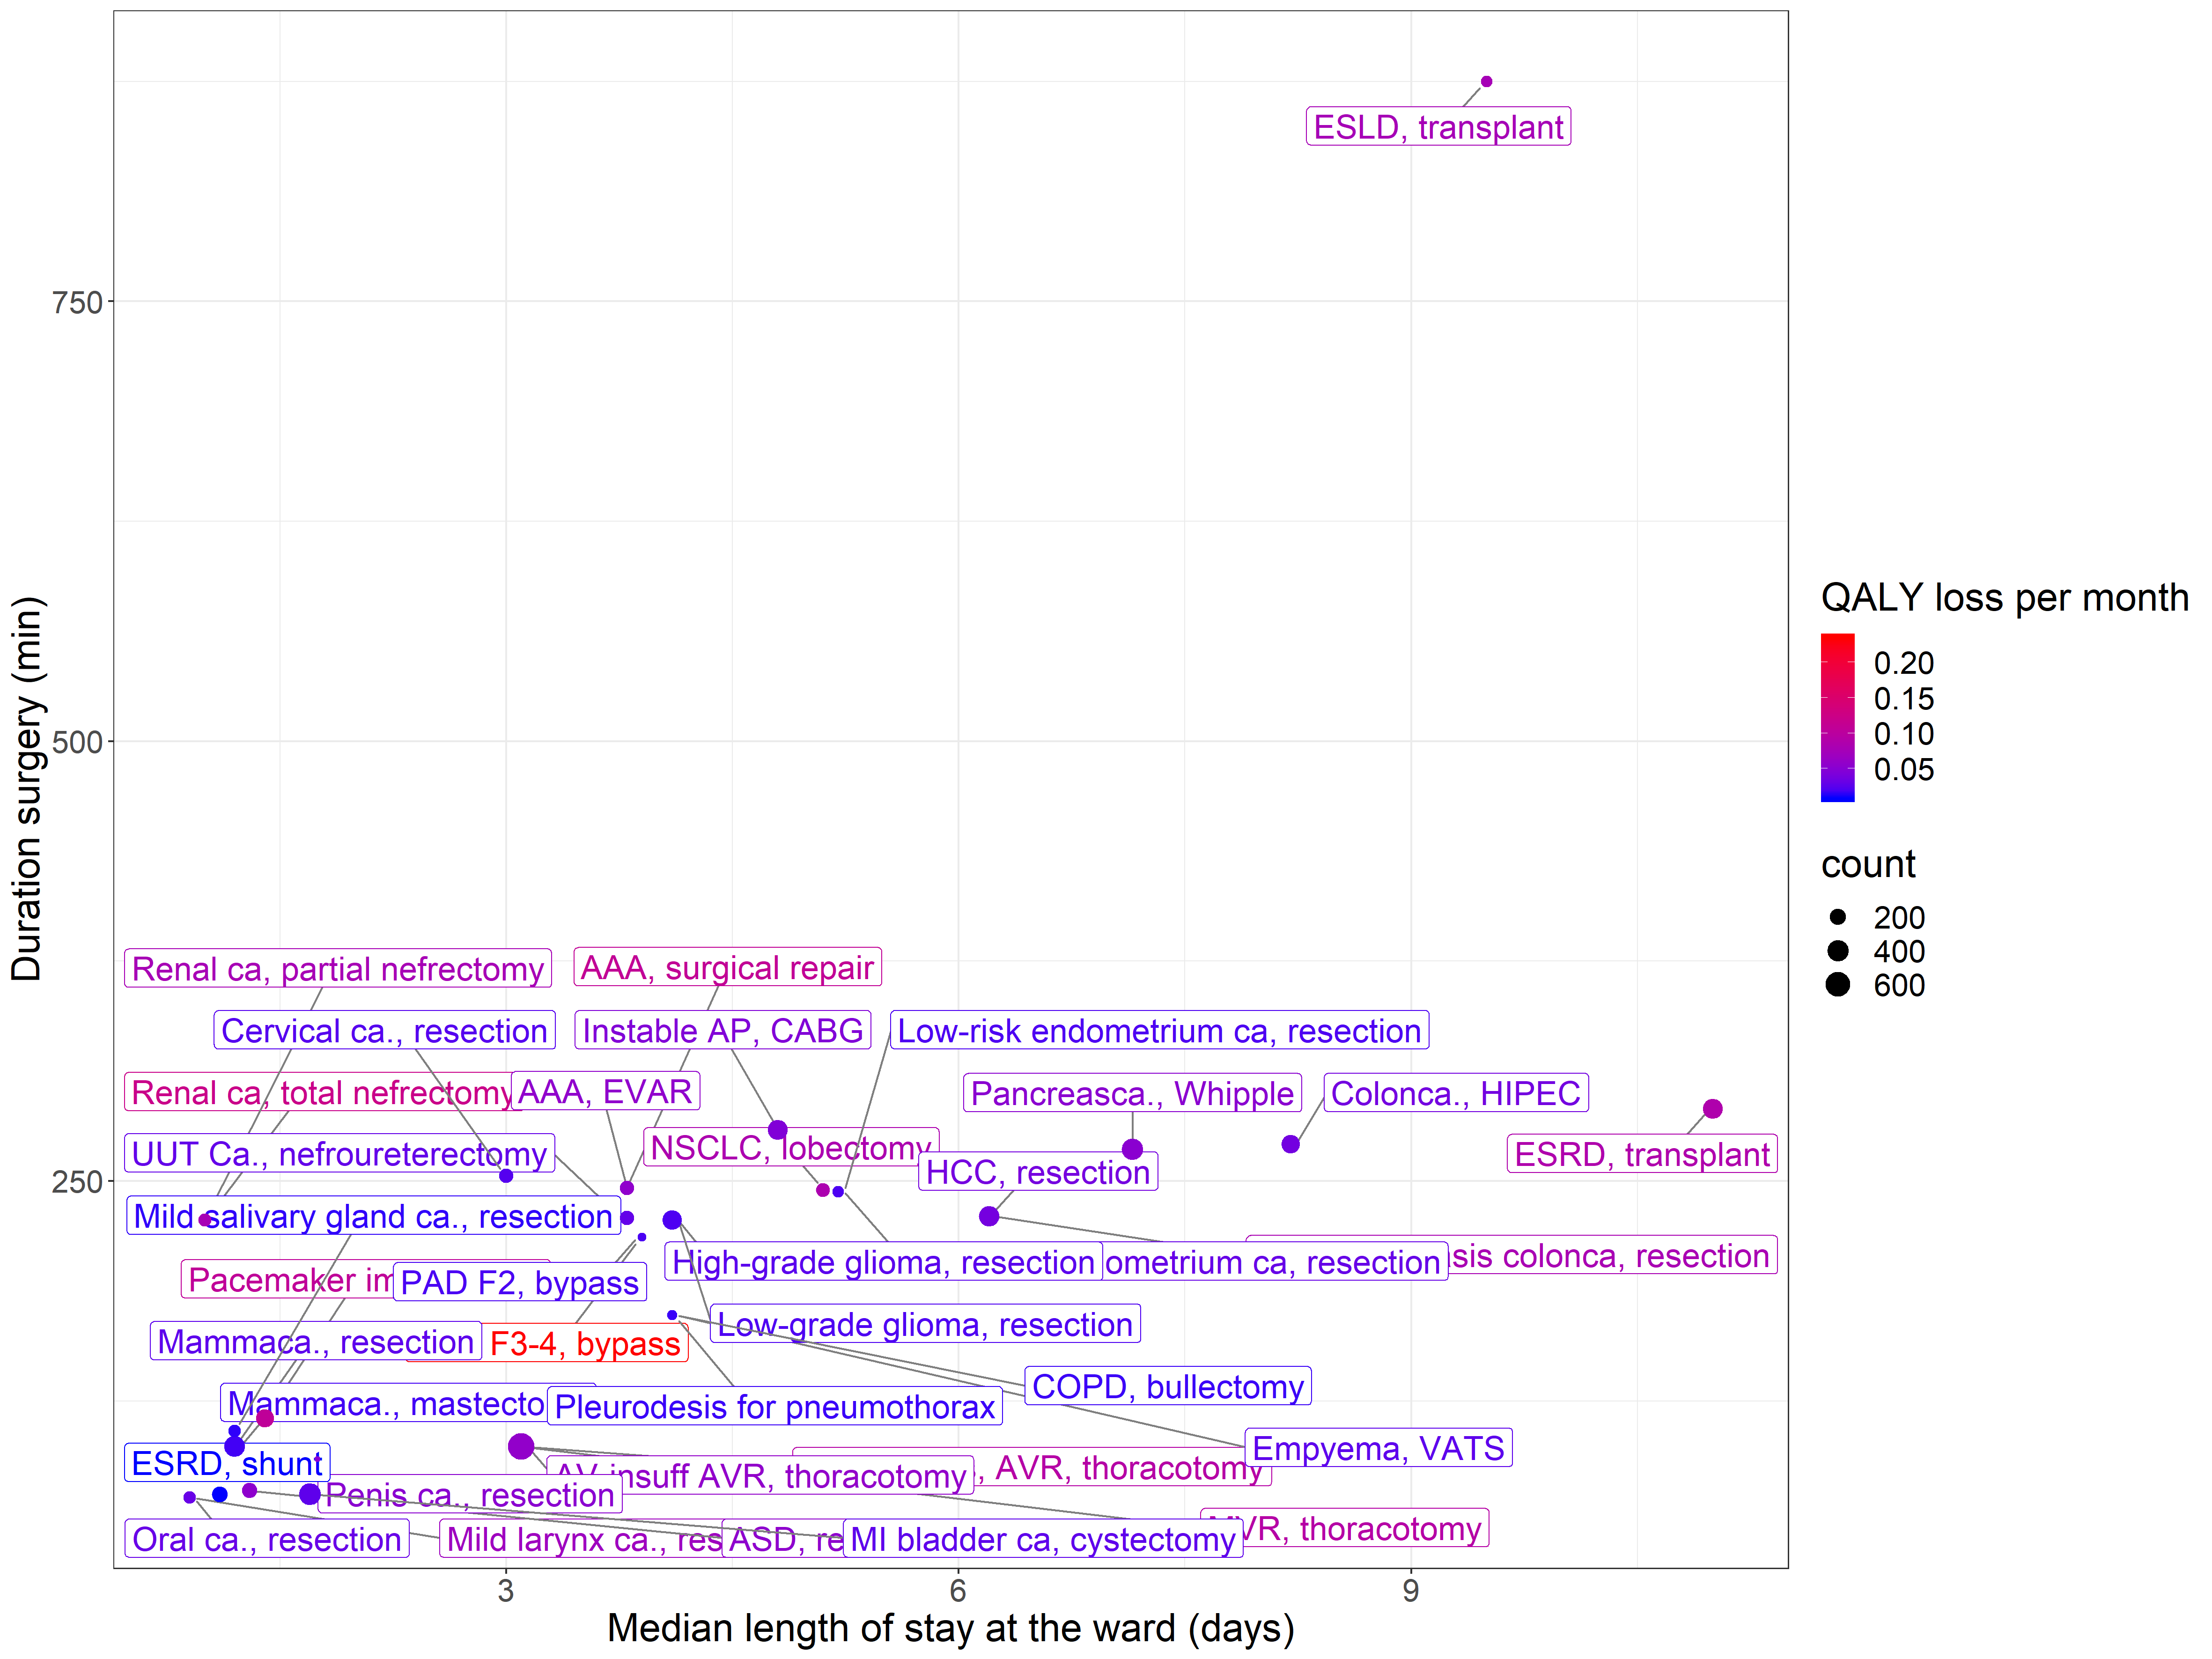 ESLD, transplant
750
500
250
Duration surgery (min)
Renal ca, partial nefrectomy
AAA, surgical repair
Cervical ca., resection
Instable AP, CABG
Low-risk endometrium ca, resection
Renal ca, total nefrectomy
AAA, EVAR
Pancreasca., Whipple
Colonca., HIPEC
UUT Ca., nefroureterectomy
NSCLC, lobectomy
HCC, resection
ESRD, transplant
Mild salivary gland ca., resection
High-grade glioma, resection
ometrium ca, resection
sis colonca, resection
Pacemaker im
PAD F2, bypass
Mammaca., resection
F3-4, bypass
Low-grade glioma, resection
Mammaca., mastecto
Pleurodesis for pneumothorax
COPD, bullectomy
ESRD, shunt
AV insuff AVR, thoracotomy
, AVR, thoracotomy
Empyema, VATS
Penis ca., resection
Oral ca., resection
Mild larynx ca., res
ASD, re
MI bladder ca, cystectomy
VR, thoracotomy
3
6
9
Median length of stay at the ward (days)
QALY loss per month
0.20
0.15
0.10
0.05
count
200
400
600